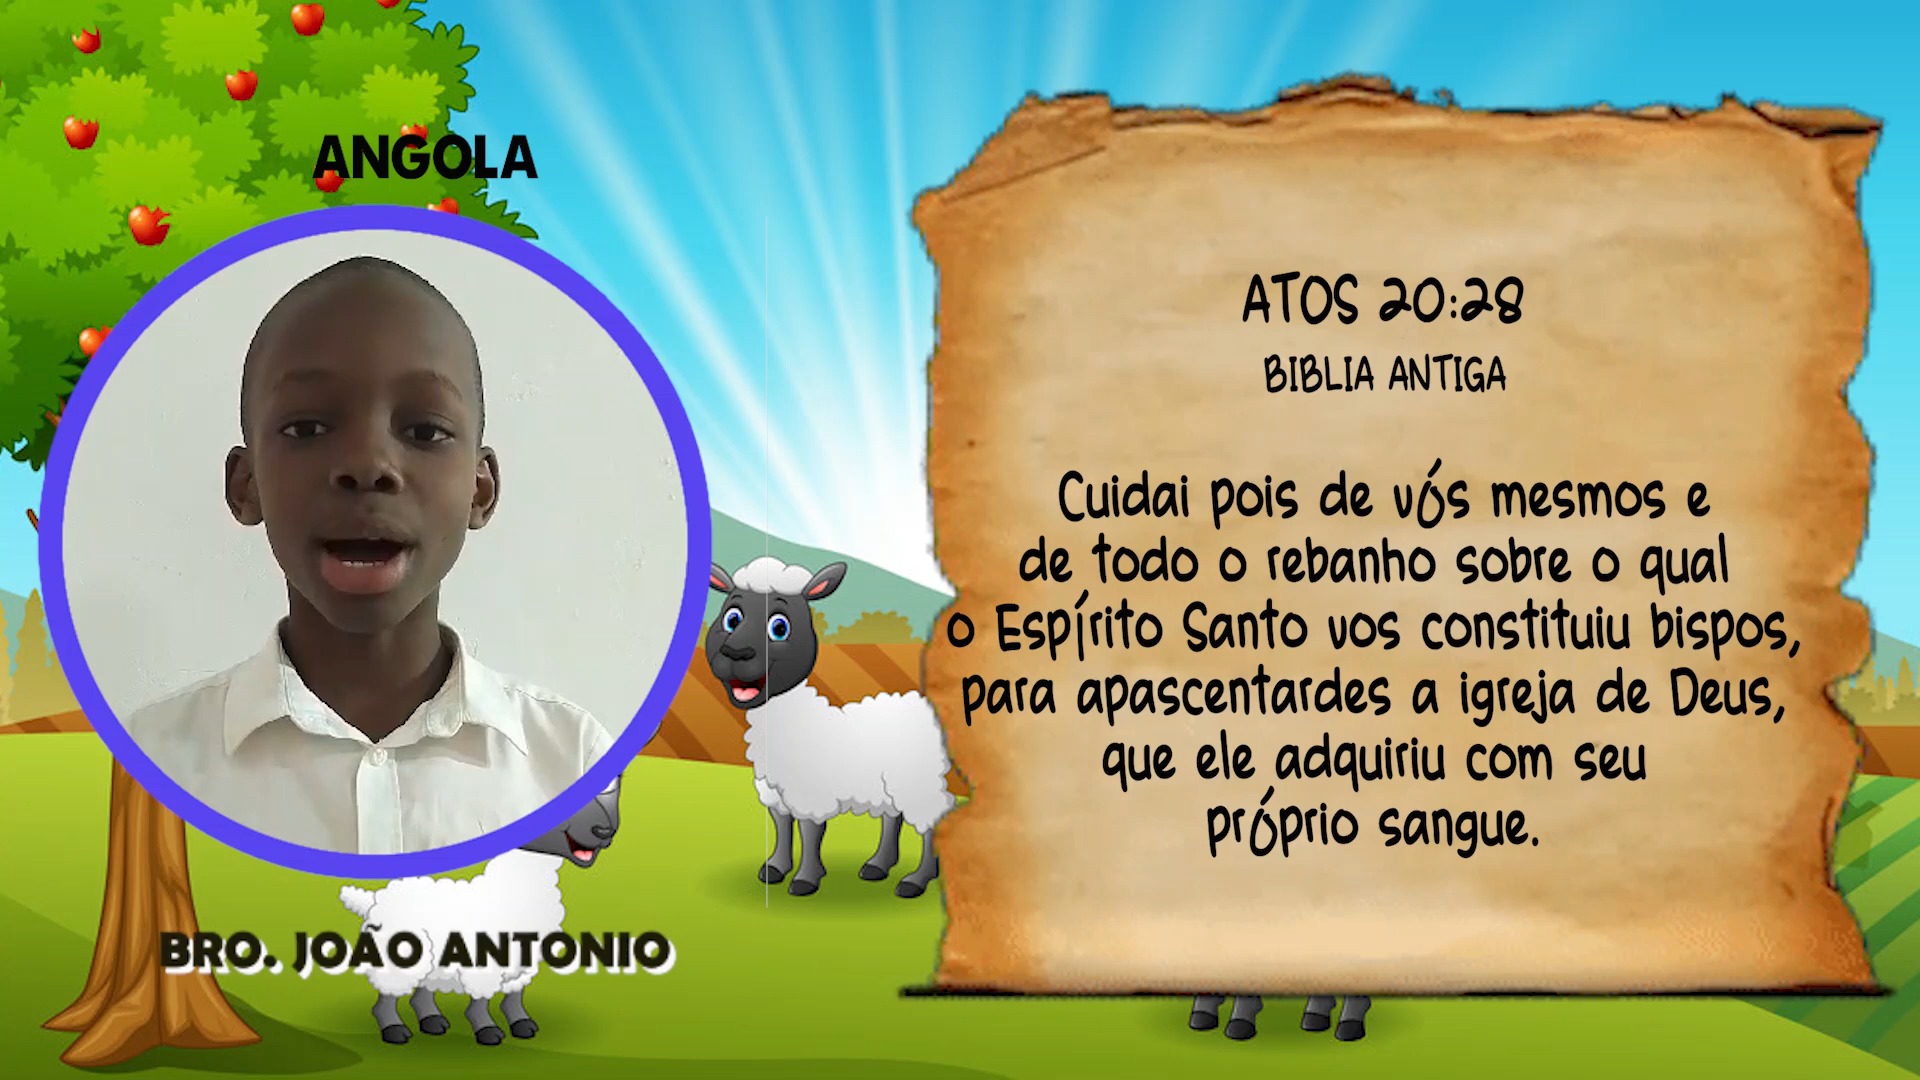 ANGOLA
BRO. JOÃO ANTONIO
ATOS 20:28
BIBLIA ANTIGA
Cuidai pois de vós mesmos e
de todo o rebanho sobre o qual
o Espírito Santo vos constituiu bispos,
para apascentardes a igreja de Deus,
que ele adquiriu com seu
próprio sangue.